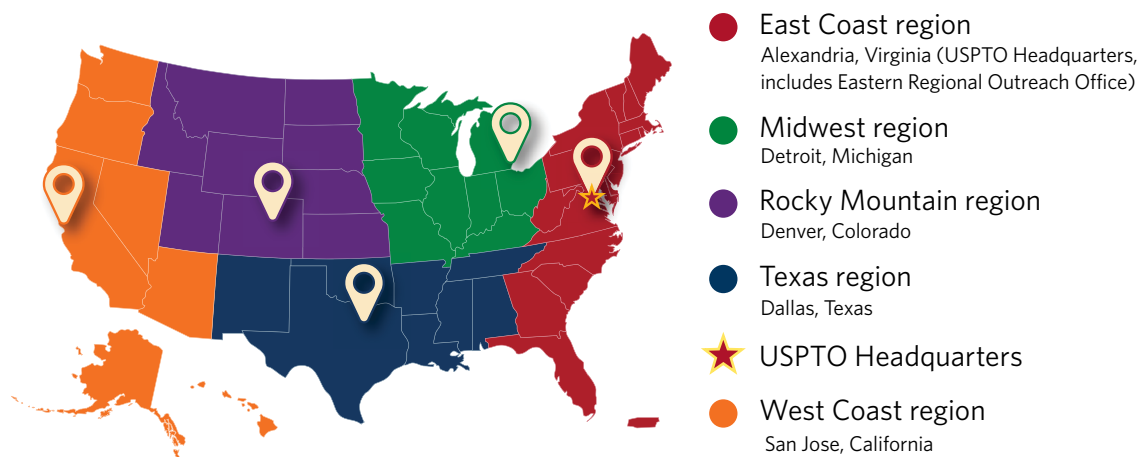 East Coast region
Alexandria, Virginia (USPTO Headquarters,
includes Eastern Regional Outreach Office)
Midwest region
Detroit, Michigan
Rocky Mountain region
Denver, Colorado
Texas region
Dallas, Texas
USPTO Headquarters
West Coast region
San Jose, California